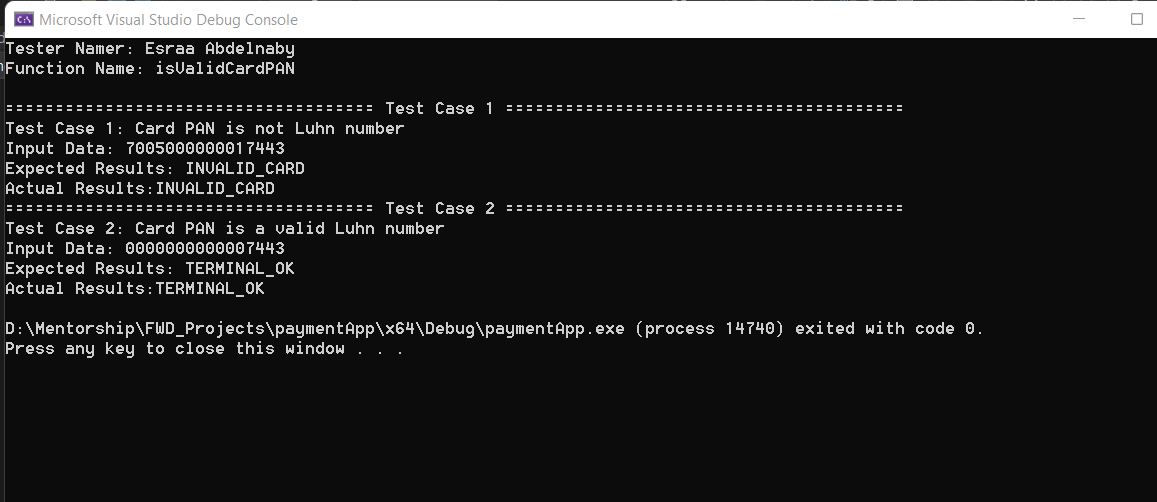 Microsoft Visual Studio Debug Console
Tester Namer: Esraa Abdelnaby
Function Name: isValidCardPAN
===================================== Test Case 1 ========================================
Test Case 1: Card PAN is not Luhn number
Input Data: 7005000000017443
Expected Results: INVALID_CARD
Actual Results:INVALID_CARD
===================================== Test Case 2 ========================================
Test Case 2: Card PAN is a valid Luhn number
Input Data: 0000000000007443
Expected Results: TERMINAL_OK
Actual Results:TERMINAL_OK
D:\Mentorship\FWD_Projects\paymentApp\x64\Debug\paymentApp.exe (process 14740) exited with code 0.
Press any key to close this window . . .